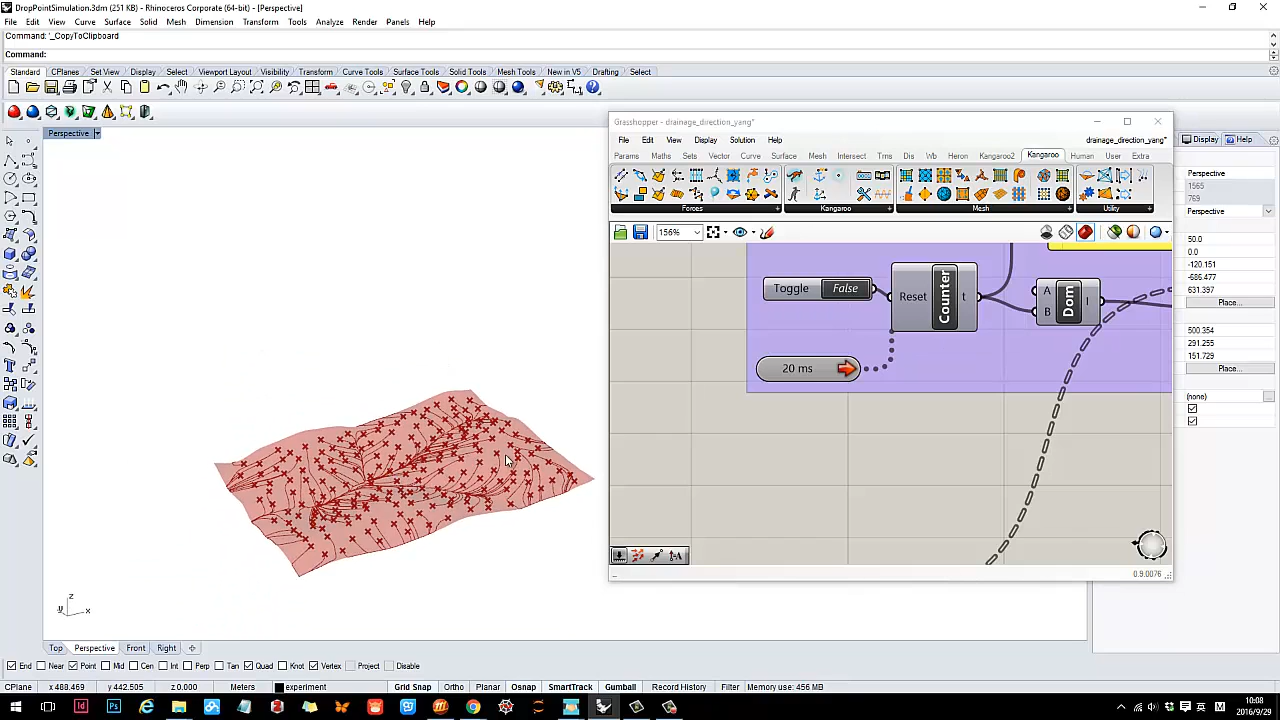 DropPointSimulation.3dm (251 KB) - Rhinoceros Corporate (64-bit) - [Perspective]
File Edit View Curve Surface Solid Mesh Dimension Transform Tools Analyze Render Panels Help
Command: '_CopyToClipboard
Command:
Standard CPlanes Set View Display Select Viewport Layout Visibility Transform Curve Tools Surface Tools Solid Tools Mesh Tools New in V5 Drafting Select
Perspective
Grasshopper - drainage_direction_yang*
File Edit View Display Solution Help drainage_direction_yang*
Params Maths Sets Vector Curve Surface Mesh Intersect Trns Dis Wb Heron Kangaroo2 Kangaroo Human User Extra
Forces Kangaroo Mesh Utility
156%
Toggle False
Reset Counter t
A B Dom I
20 ms
0.9.0076
Display Help
Perspective
1565
769
Perspective
50.0
0.0
-120.151
-686.477
631.397
Place...
500.354
291.255
151.729
Place...
(none)
z
y x
Top Perspective Front Right
End Near Point Mid Cen Int Perp Tan Quad Knot Vertex Project Disable
CPlane x 488.469 y 442.505 z 0.000 Meters experiment Grid Snap Ortho Planar Osnap SmartTrack Gumball Record History Filter Memory use: 456 MB
10:08
2016/9/29